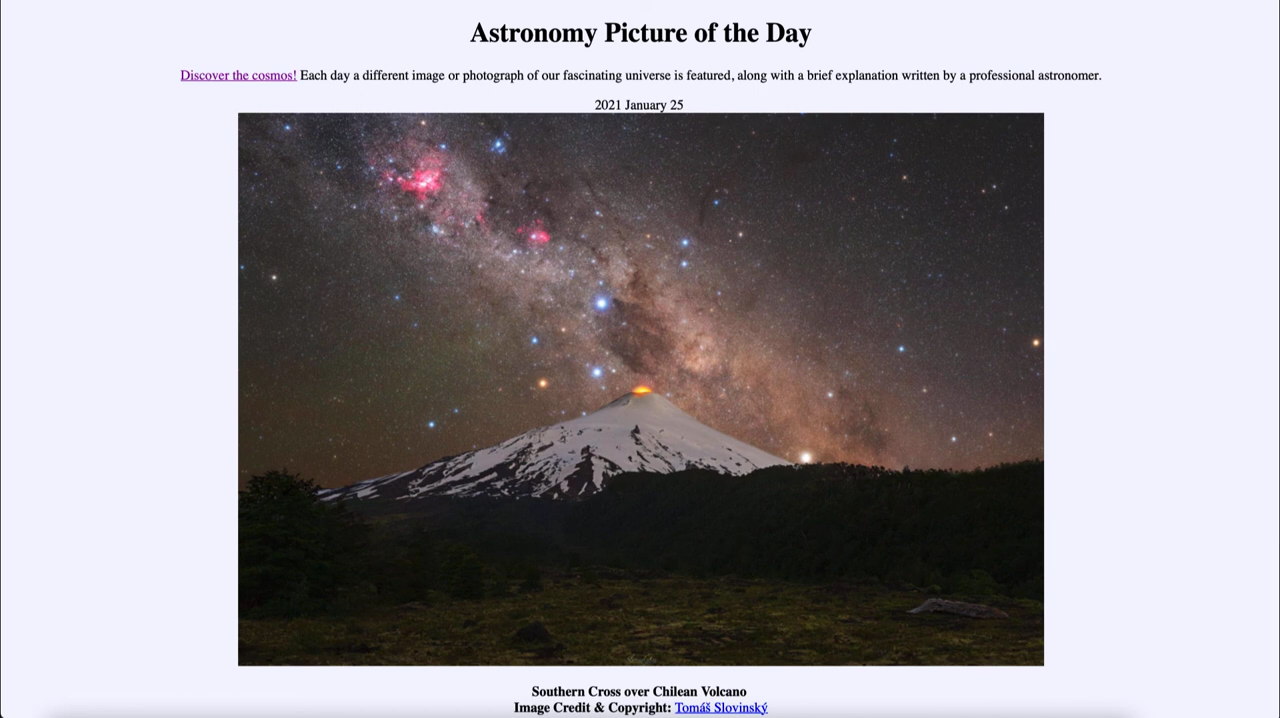 Astronomy Picture of the Day
Discover the cosmos! Each day a different image or photograph of our fascinating universe is featured, along with a brief explanation written by a professional astronomer.
2021 January 25
Southern Cross over Chilean Volcano
Image Credit & Copyright: Tomáš Slovinský